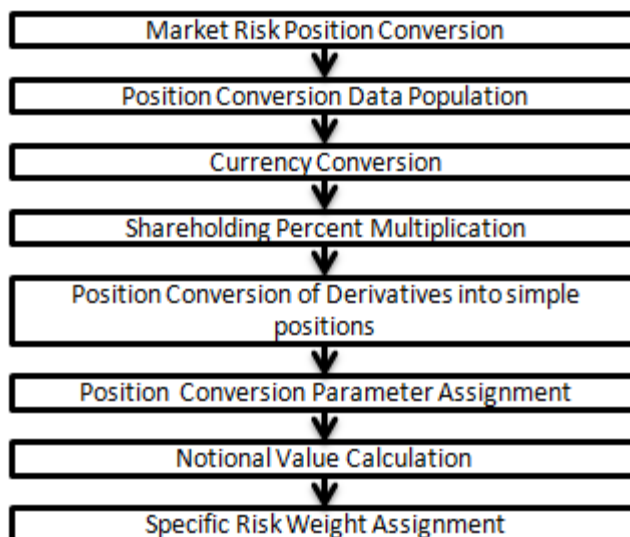 Market Risk Position Conversion
Position Conversion Data Population
Currency Conversion
Shareholding Percent Multiplication
Position Conversion of Derivatives into simple
positions
Position Conversion Parameter Assignment
Notional Value Calculation
Specific Risk Weight Assignment